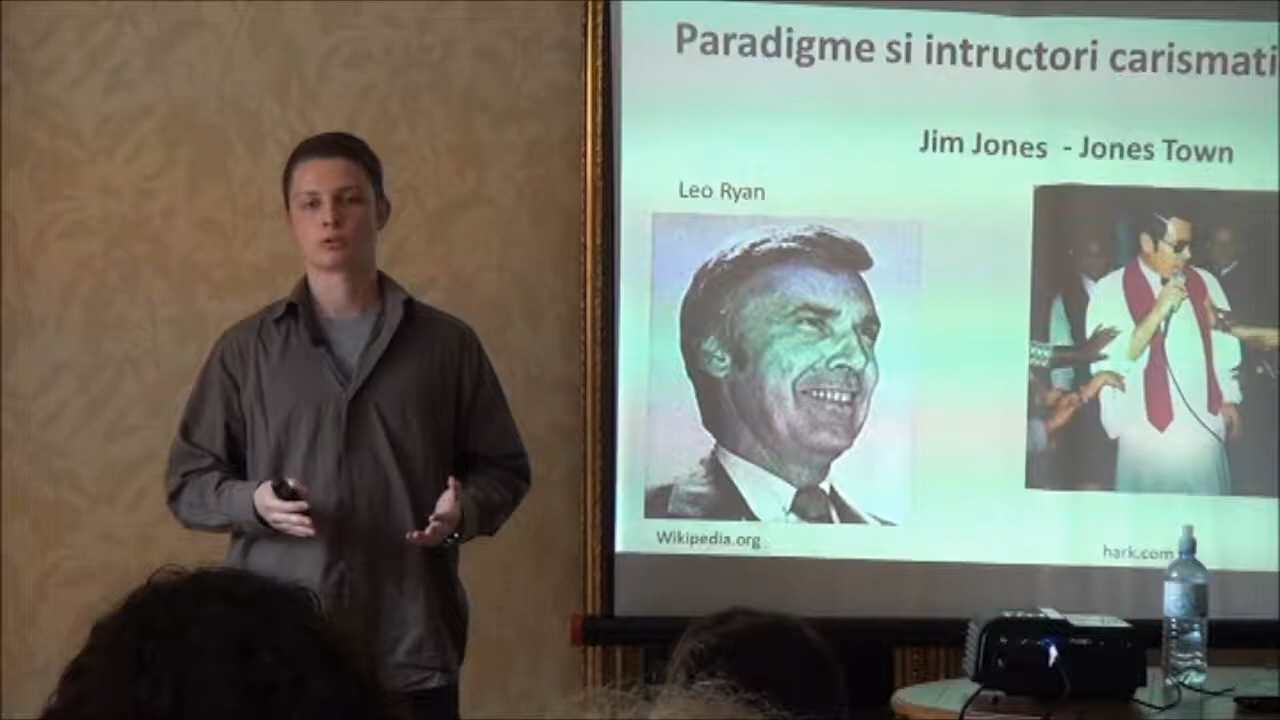 Paradigme si intructori carismati
Jim Jones - Jones Town
Leo Ryan
Wikipedia.org
hark.com